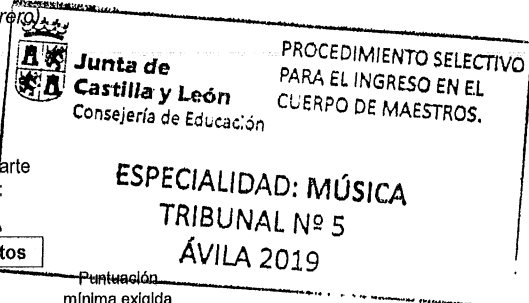 rero)
Junta de
Castilla y León
Consejería de Educación
PROCEDIMIENTO SELECTIVO
PARA EL INGRESO EN EL
CUERPO DE MAESTROS.
arte
ESPECIALIDAD: MÚSICA
TRIBUNAL Nº 5
ÁVILA 2019
tos
Puntuación
mínima exigida